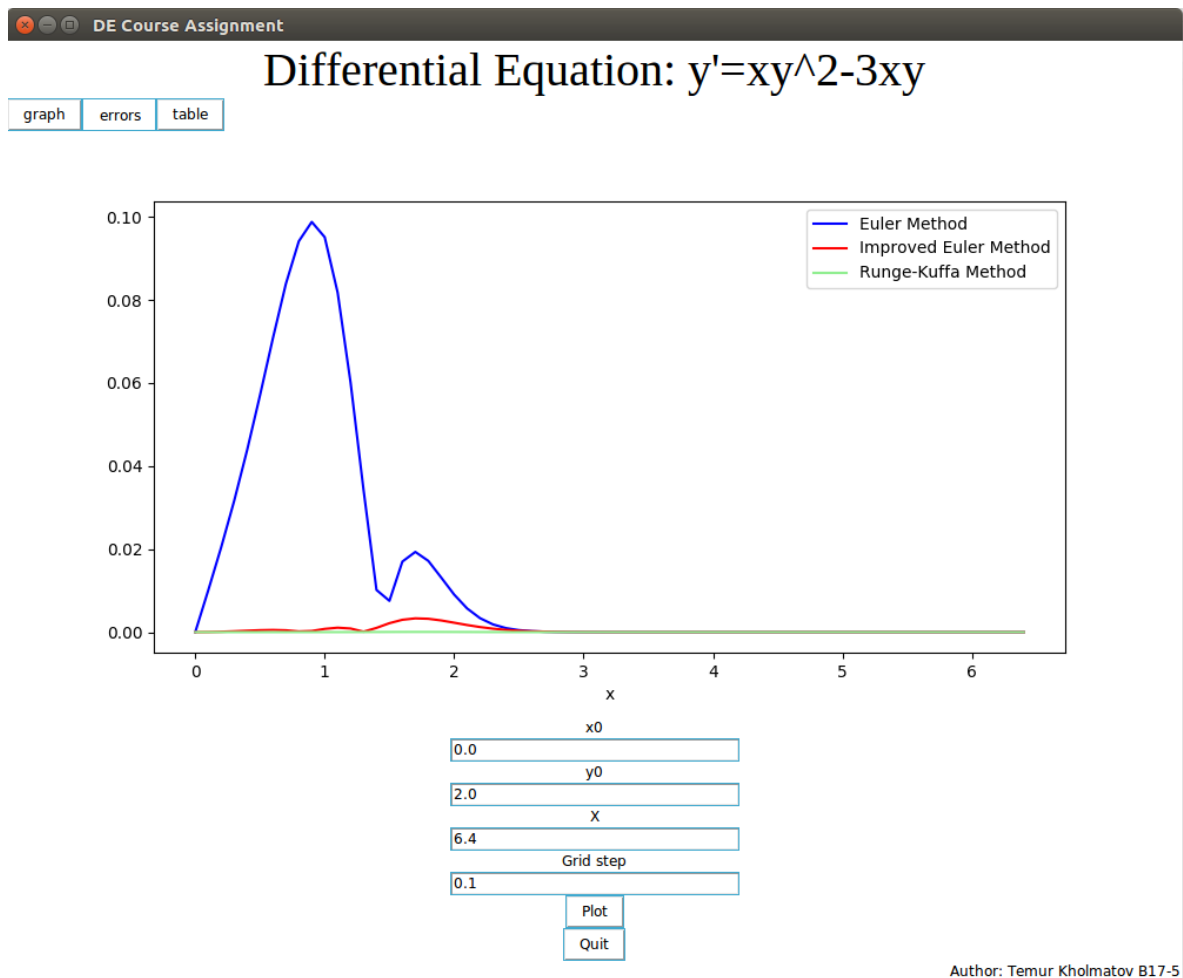 DE Course Assignment
Differential Equation: y'=xy^2-3xy
graph errors table
Euler Method
Improved Euler Method
Runge-Kuffa Method
0.10
0.08
0.06
0.04
0.02
0.00
0 1 2 3 4 5 6
x
x0
0.0
y0
2.0
X
6.4
Grid step
0.1
Plot
Quit
Author: Temur Kholmatov B17-5